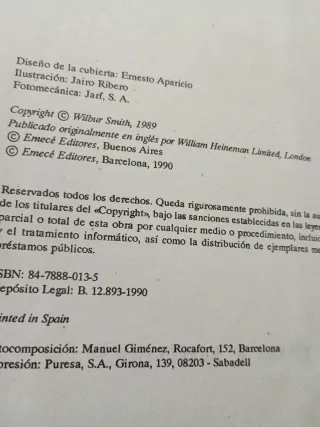 Diseño de la cubierta: Ernesto Aparicio
Ilustración: Jairo Ribero
Fotomecánica: Jarf, S. A.
Copyright © Wilbur Smith, 1989
Publicado originalmente en inglés por William Heineman Limited, London
© Emecé Editores, Buenos Aires
© Emecé Editores, Barcelona, 1990
Reservados todos los derechos. Queda rigurosamente prohibida, sin la au
de los titulares del «Copyright», bajo las sanciones establecidas en las leyes
parcial o total de esta obra por cualquier medio o procedimiento, inclui
y el tratamiento informático, así como la distribución de ejemplares me
préstamos públicos.
ISBN: 84-7888-013-5
epósito Legal: B. 12.893-1990
inted in Spain
tocomposición: Manuel Giménez, Rocafort, 152, Barcelona
presión: Puresa, S.A., Girona, 139, 08203 - Sabadell